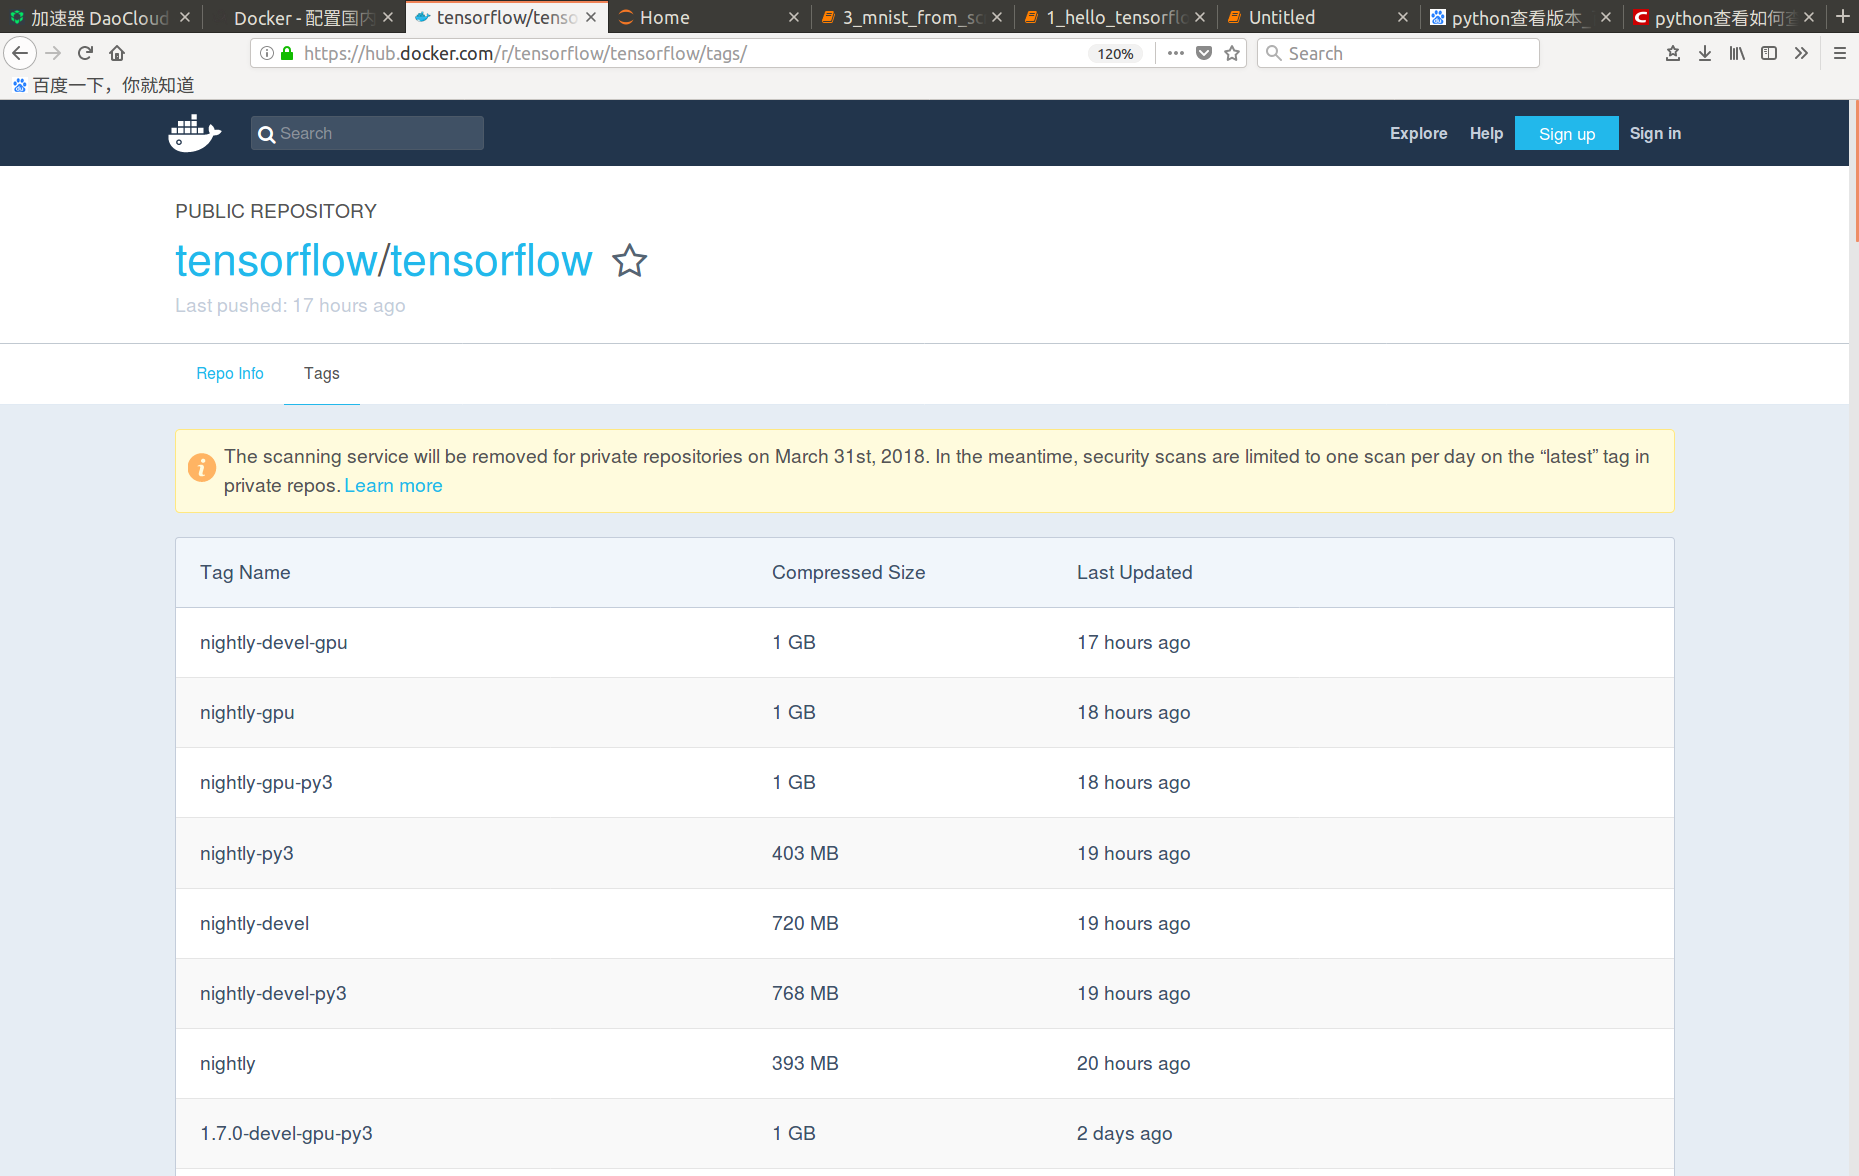 加速器 DaoCloud
Docker - 配置国内
tensorflow/tenso
Home
3_mnist_from_sc
1_hello_tensorflo
Untitled
python查看版本_
python查看如何
https://hub.docker.com/r/tensorflow/tensorflow/tags/
120%
Search
百度一下，你就知道
Search
Explore
Help
Sign up
Sign in
PUBLIC REPOSITORY
tensorflow/tensorflow
Last pushed: 17 hours ago
Repo Info
Tags
The scanning service will be removed for private repositories on March 31st, 2018. In the meantime, security scans are limited to one scan per day on the “latest” tag in
private repos. Learn more
Tag Name Compressed Size Last Updated
nightly-devel-gpu 1 GB 17 hours ago
nightly-gpu 1 GB 18 hours ago
nightly-gpu-py3 1 GB 18 hours ago
nightly-py3 403 MB 19 hours ago
nightly-devel 720 MB 19 hours ago
nightly-devel-py3 768 MB 19 hours ago
nightly 393 MB 20 hours ago
1.7.0-devel-gpu-py3 1 GB 2 days ago